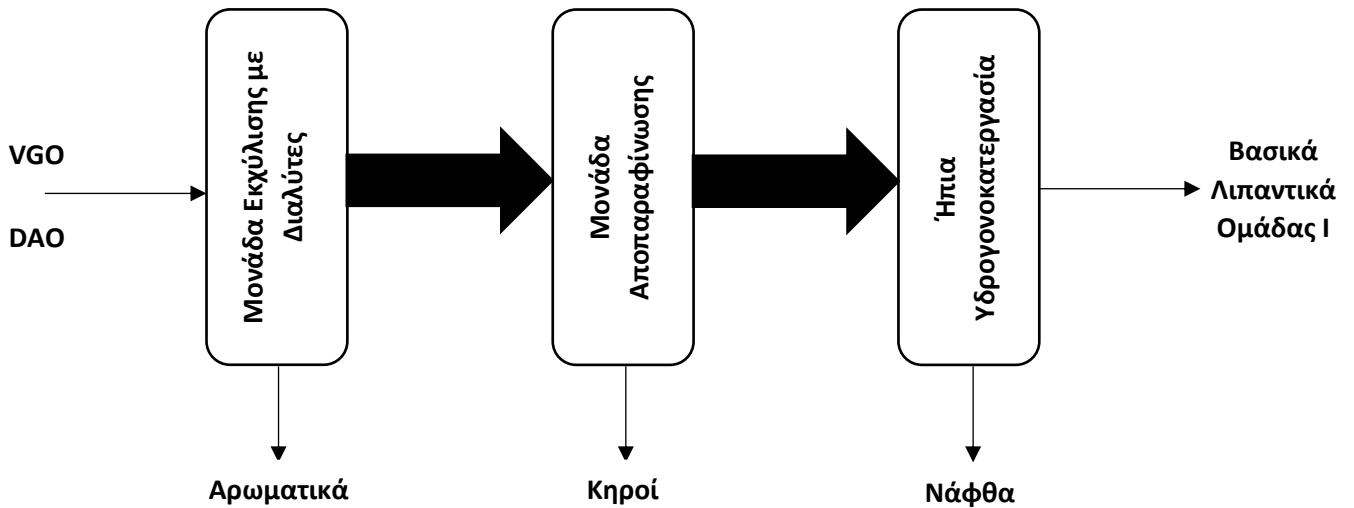 VGO
DAO
Μονάδα Εκχύλισης με
Διαλύτες
Μονάδα
Αποπαραφίνωσης
Ήπια
Υδρογονοκατεργασία
Βασικά
Λιπαντικά
Ομάδας Ι
Αρωματικά
Κηροί
Νάφθα